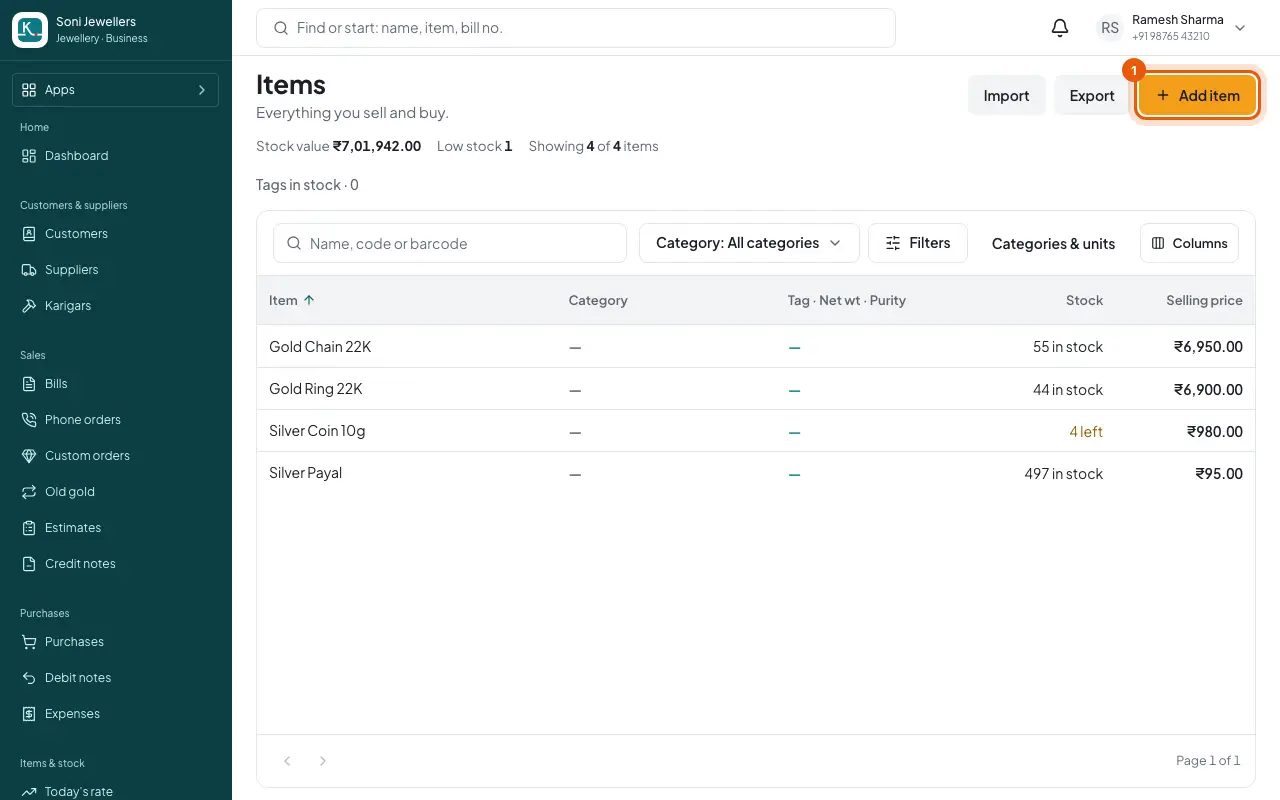 Soni Jewellers
Jewellery · Business
Apps
Home
Dashboard
Customers & suppliers
Customers
Suppliers
Karigars
Sales
Bills
Phone orders
Custom orders
Old gold
Estimates
Credit notes
Purchases
Purchases
Debit notes
Expenses
Items & stock
Today's rate
Find or start: name, item, bill no.
RS
Ramesh Sharma
+91 98765 43210
Items
Everything you sell and buy.
Import
Export
1
+ Add item
Stock value ₹7,01,942.00 Low stock 1 Showing 4 of 4 items
Tags in stock · 0
Name, code or barcode
Category: All categories
Filters
Categories & units
Columns
Item ↑ Category Tag · Net wt · Purity Stock Selling price
Gold Chain 22K — — 55 in stock ₹6,950.00
Gold Ring 22K — — 44 in stock ₹6,900.00
Silver Coin 10g — — 4 left ₹980.00
Silver Payal — — 497 in stock ₹95.00
Page 1 of 1